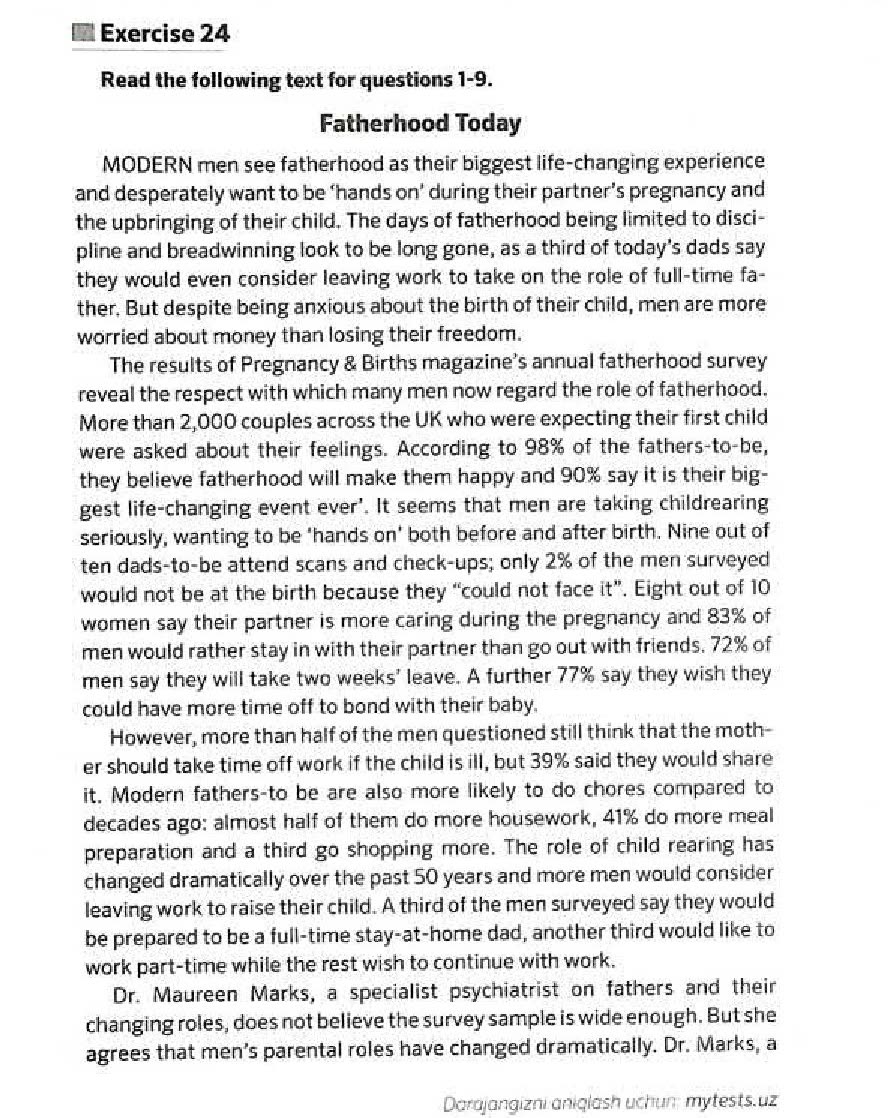 Exercise 24
Read the following text for questions 1-9.
Fatherhood Today
MODERN men see fatherhood as their biggest life-changing experience
and desperately want to be 'hands on' during their partner's pregnancy and
the upbringing of their child. The days of fatherhood being limited to disci-
pline and breadwinning look to be long gone, as a third of today's dads say
they would even consider leaving work to take on the role of full-time fa-
ther. But despite being anxious about the birth of their child, men are more
worried about money than losing their freedom.
The results of Pregnancy & Births magazine's annual fatherhood survey
reveal the respect with which many men now regard the role of fatherhood.
More than 2,000 couples across the UK who were expecting their first child
were asked about their feelings. According to 98% of the fathers-to-be,
they believe fatherhood will make them happy and 90% say it is their big-
gest life-changing event ever'. It seems that men are taking childrearing
seriously, wanting to be 'hands on' both before and after birth. Nine out of
ten dads-to-be attend scans and check-ups; only 2% of the men surveyed
would not be at the birth because they "could not face it". Eight out of 10
women say their partner is more caring during the pregnancy and 83% of
men would rather stay in with their partner than go out with friends. 72% of
men say they will take two weeks' leave. A further 77% say they wish they
could have more time off to bond with their baby.
However, more than half of the men questioned still think that the moth-
er should take time off work if the child is ill, but 39% said they would share
it. Modern fathers-to be are also more likely to do chores compared to
decades ago: almost half of them do more housework, 41% do more meal
preparation and a third go shopping more. The role of child rearing has
changed dramatically over the past 50 years and more men would consider
leaving work to raise their child. A third of the men surveyed say they would
be prepared to be a full-time stay-at-home dad, another third would like to
work part-time while the rest wish to continue with work.
Dr. Maureen Marks, a specialist psychiatrist on fathers and their
changing roles, does not believe the survey sample is wide enough. But she
agrees that men's parental roles have changed dramatically. Dr. Marks, a
Darajangizni aniqlash uchun: mytests.uz